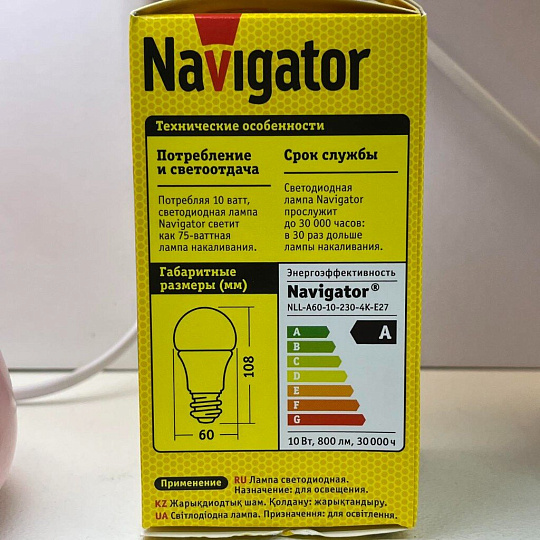 Navigator
Технические особенности
Потребление
и светоотдача
Потребляя 10 ватт,
светодиодная лампа
Navigator светит
как 75-ваттная
лампа накаливания.
Срок службы
Светодиодная
лампа Navigator
прослужит
до 30 000 часов:
в 30 раз дольше
лампы накаливания.
Габаритные
размеры (мм)
108
60
Энергоэффективность
Navigator®
NLL-A60-10-230-4K-E27
A
A
B
C
D
E
F
G
10 Вт, 800 лм, 30 000 ч
Применение RU Лампа светодиодная.
Назначение: для освещения.
KZ Жарықдиодтық шам. Қолдану: жарықтандыру.
UA Світлодіодна лампа. Призначення: для освітлення.